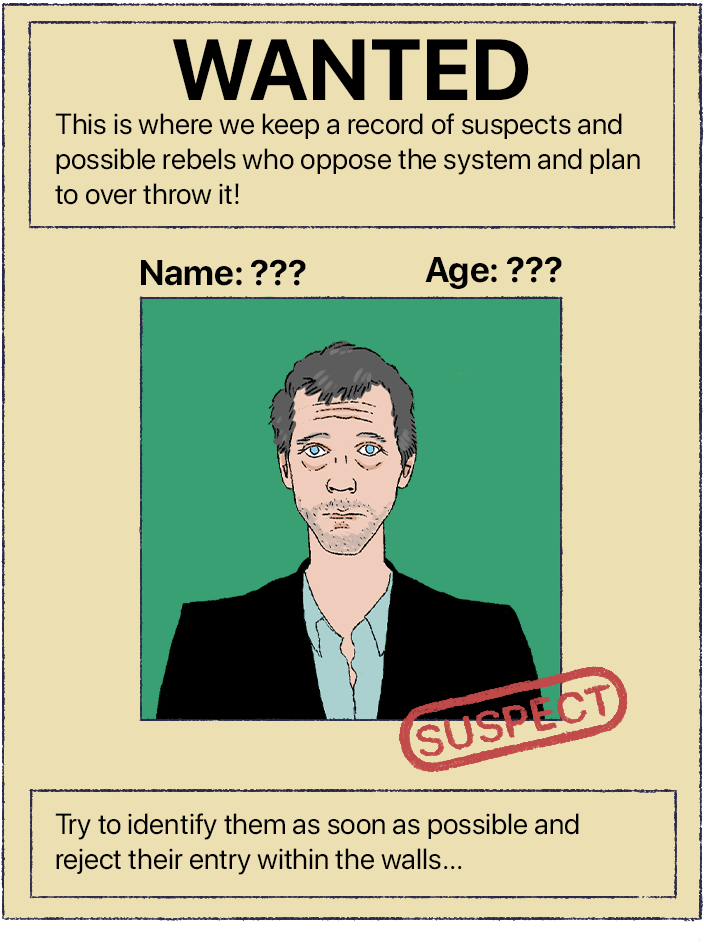 WANTED
This is where we keep a record of suspects and
possible rebels who oppose the system and plan
to over throw it!
Name: ??? Age: ???
SUSPECT
Try to identify them as soon as possible and
reject their entry within the walls...